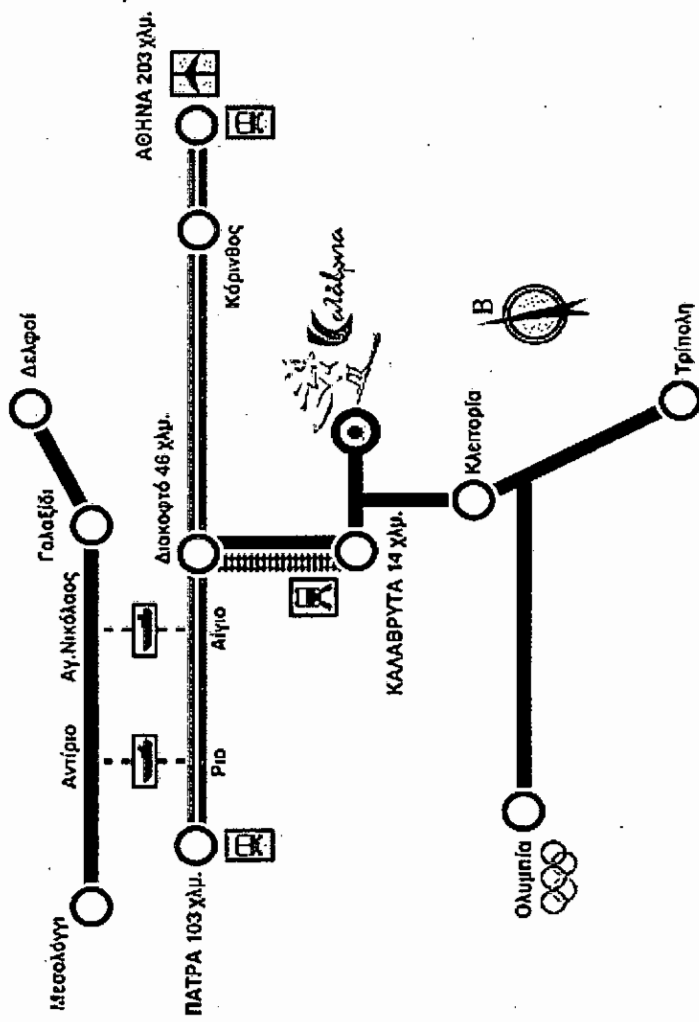 Δελφοί
Γαλαξίδι
Αγ.Νικόλαος
Αντίριο
Μεσολόγγι
ΑΘΗΝΑ 203 χλμ.
Κόρινθος
Διακοφτό 46 χλμ.
Αίγιο
Ριο
ΠΑΤΡΑ 103 χλμ.
ΚΑΛΑΒΡΥΤΑ 14 χλμ.
Β
Κλειτορία
Τρίπολη
Ολυμπία